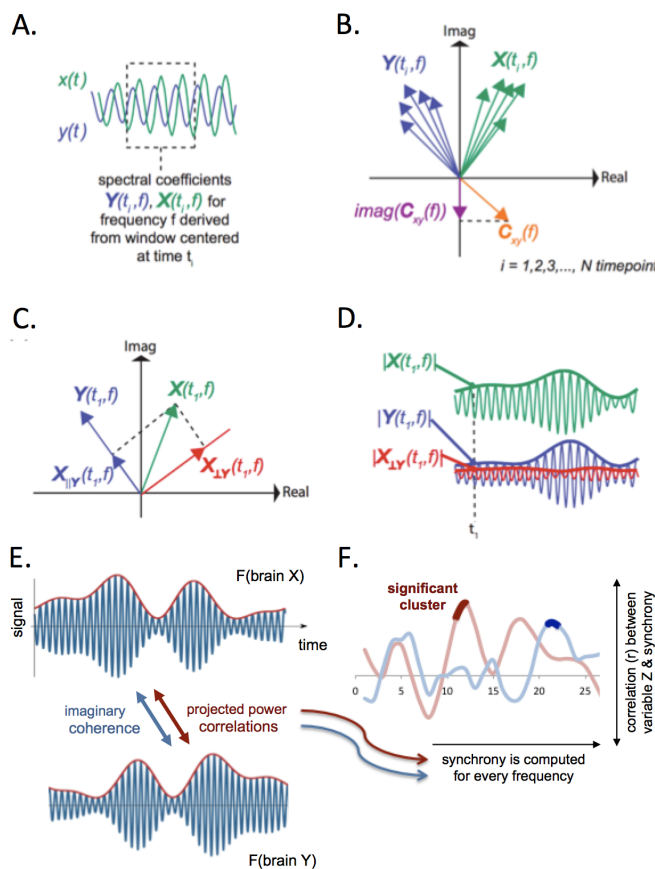 A.
x(t)
y(t)
spectral coefficients
Y(tᵢ,f), X(tᵢ,f) for
frequency f derived
from window centered
at time tᵢ
B.
Imag
Y(tᵢ,f)
X(tᵢ,f)
Real
imag(Cxy(f))
Cxy(f)
i = 1,2,3,..., N timepoint
C.
Imag
Y(t₁,f)
X(t₁,f)
X||Y(t₁,f)
X⊥Y(t₁,f)
Real
D.
|X(t₁,f)|
|Y(t₁,f)|
|X⊥Y(t₁,f)|
t₁
E.
F(brain X)
signal
time
imaginary
coherence
projected power
correlations
F(brain Y)
F.
significant
cluster
0
5
10
15
20
25
correlation (r) between
variable Z & synchrony
synchrony is computed
for every frequency